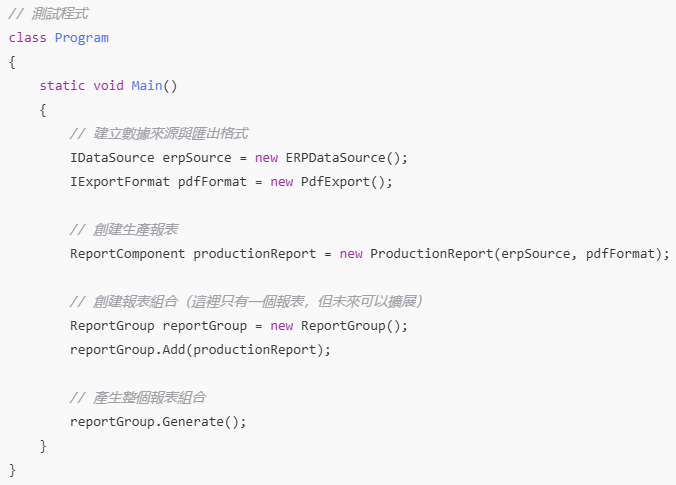 // 測試程式
class Program
{
    static void Main()
    {
        // 建立數據來源與匯出格式
        IDataSource erpSource = new ERPDataSource();
        IExportFormat pdfFormat = new PdfExport();

        // 創建生產報表
        ReportComponent productionReport = new ProductionReport(erpSource, pdfFormat);

        // 創建報表組合（這裡只有一個報表，但未來可以擴展）
        ReportGroup reportGroup = new ReportGroup();
        reportGroup.Add(productionReport);

        // 產生整個報表組合
        reportGroup.Generate();
    }
}